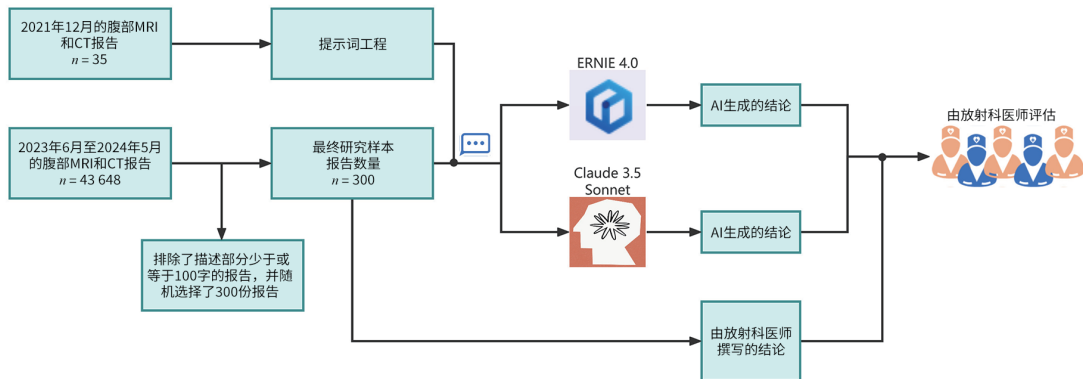 2021年12月的腹部MRI
和CT报告
n = 35
提示词工程
2023年6月至2024年5月
的腹部MRI和CT报告
n = 43 648
最终研究样本
报告数量
n = 300
排除了描述部分少于或
等于100字的报告，并随
机选择了300份报告
ERNIE 4.0
AI生成的结论
Claude 3.5
Sonnet
AI生成的结论
由放射科医师
撰写的结论
由放射科医师评估